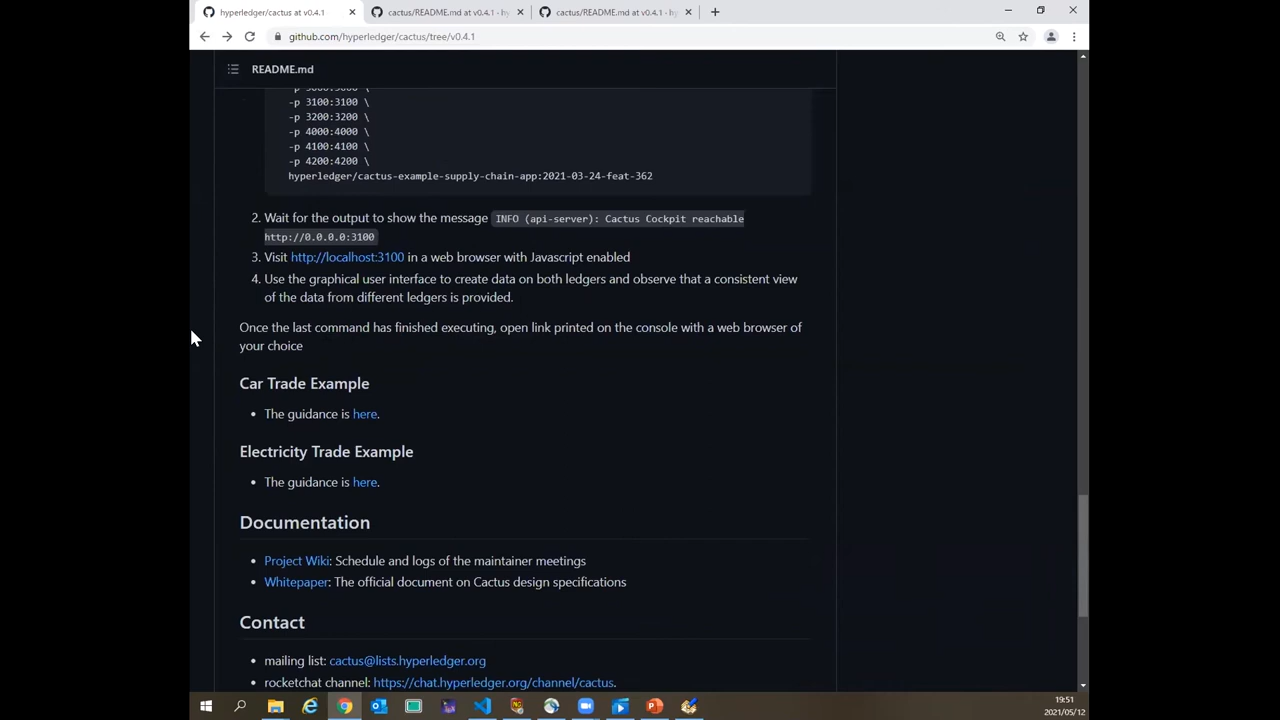 hyperledger/cactus at v0.4.1
cactus/README.md at v0.4.1 · hy
cactus/README.md at v0.4.1 · hy
github.com/hyperledger/cactus/tree/v0.4.1
README.md
-p 3100:3100 \
-p 3200:3200 \
-p 4000:4000 \
-p 4100:4100 \
-p 4200:4200 \
hyperledger/cactus-example-supply-chain-app:2021-03-24-feat-362
2. Wait for the output to show the message INFO (api-server): Cactus Cockpit reachable
http://0.0.0.0:3100
3. Visit http://localhost:3100 in a web browser with Javascript enabled
4. Use the graphical user interface to create data on both ledgers and observe that a consistent view
of the data from different ledgers is provided.
Once the last command has finished executing, open link printed on the console with a web browser of
your choice
Car Trade Example
• The guidance is here.
Electricity Trade Example
• The guidance is here.
Documentation
• Project Wiki: Schedule and logs of the maintainer meetings
• Whitepaper: The official document on Cactus design specifications
Contact
• mailing list: cactus@lists.hyperledger.org
• rocketchat channel: https://chat.hyperledger.org/channel/cactus.
19:51
2021/05/12